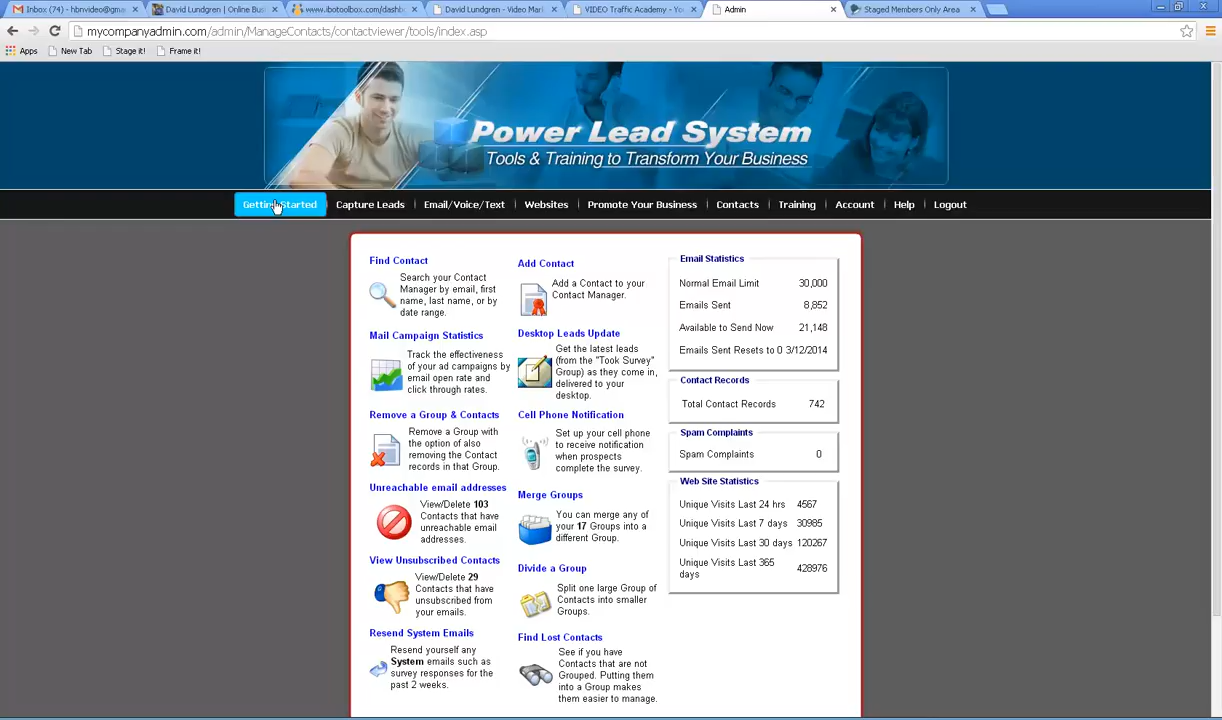 Inbox (74) - hbnvideo@gma
David Lundgren | Online Bus
www.ibotoolbox.com/dashb
David Lundgren - Video Mark
VIDEO Traffic Academy - Yo
Admin
Staged Members Only Area
mycompanyadmin.com/admin/ManageContacts/contactviewer/tools/index.asp
Apps
New Tab
Stage it!
Frame it!
Power Lead System
Tools & Training to Transform Your Business
Getting Started
Capture Leads
Email/Voice/Text
Websites
Promote Your Business
Contacts
Training
Account
Help
Logout
Find Contact
Search your Contact
Manager by email, first
name, last name, or by
date range.
Mail Campaign Statistics
Track the effectiveness
of your ad campaigns by
email open rate and
click through rates.
Remove a Group & Contacts
Remove a Group with
the option of also
removing the Contact
records in that Group.
Unreachable email addresses
View/Delete 103
Contacts that have
unreachable email
addresses.
View Unsubscribed Contacts
View/Delete 29
Contacts that have
unsubscribed from
your emails.
Resend System Emails
Resend yourself any
System emails such as
survey responses for the
past 2 weeks.
Add Contact
Add a Contact to your
Contact Manager.
Desktop Leads Update
Get the latest leads
(from the "Took Survey"
Group) as they come in,
delivered to your
desktop.
Cell Phone Notification
Set up your cell phone
to receive notification
when prospects
complete the survey.
Merge Groups
You can merge any of
your 17 Groups into a
different Group.
Divide a Group
Split one large Group of
Contacts into smaller
Groups.
Find Lost Contacts
See if you have
Contacts that are not
Grouped. Putting them
into a Group makes
them easier to manage.
Email Statistics
Normal Email Limit 30,000
Emails Sent 8,852
Available to Send Now 21,148
Emails Sent Resets to 0 3/12/2014
Contact Records
Total Contact Records 742
Spam Complaints
Spam Complaints 0
Web Site Statistics
Unique Visits Last 24 hrs 4567
Unique Visits Last 7 days 30985
Unique Visits Last 30 days 120267
Unique Visits Last 365
days 428976